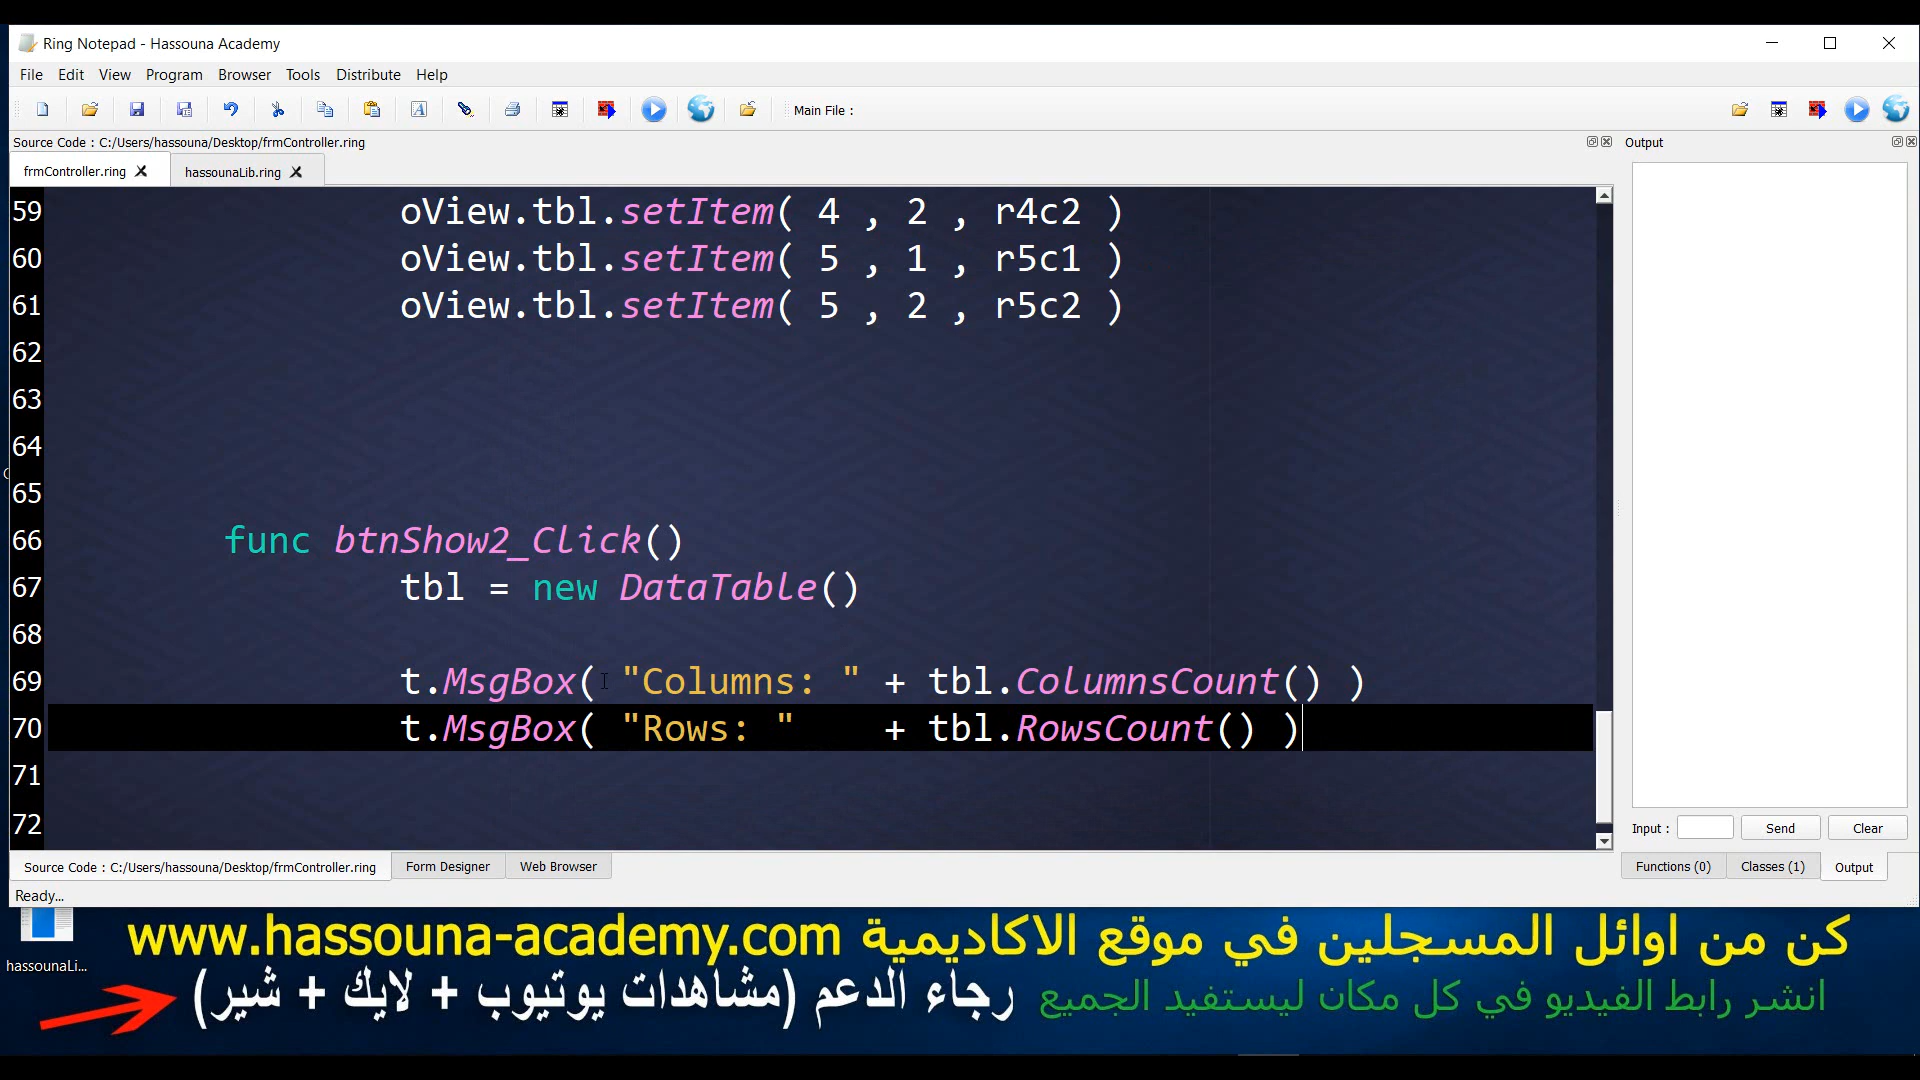 Ring Notepad - Hassouna Academy
File Edit View Program Browser Tools Distribute Help
Main File :
Source Code : C:/Users/hassouna/Desktop/frmController.ring
Output
frmController.ring
hassounaLib.ring
59 oView.tbl.setItem( 4 , 2 , r4c2 )
60 oView.tbl.setItem( 5 , 1 , r5c1 )
61 oView.tbl.setItem( 5 , 2 , r5c2 )
62
63
64
65
66 func btnShow2_Click()
67 tbl = new DataTable()
68
69 t.MsgBox( "Columns: " + tbl.ColumnsCount() )
70 t.MsgBox( "Rows: " + tbl.RowsCount() )
71
72
Input : Send Clear
Source Code : C:/Users/hassouna/Desktop/frmController.ring Form Designer Web Browser
Functions (0) Classes (1) Output
Ready...
كن من اوائل المسجلين في موقع الاكاديمية www.hassouna-academy.com
hassounaLi...
انشر رابط الفيديو في كل مكان ليستفيد الجميع رجاء الدعم (مشاهدات يوتيوب + لايك + شير)